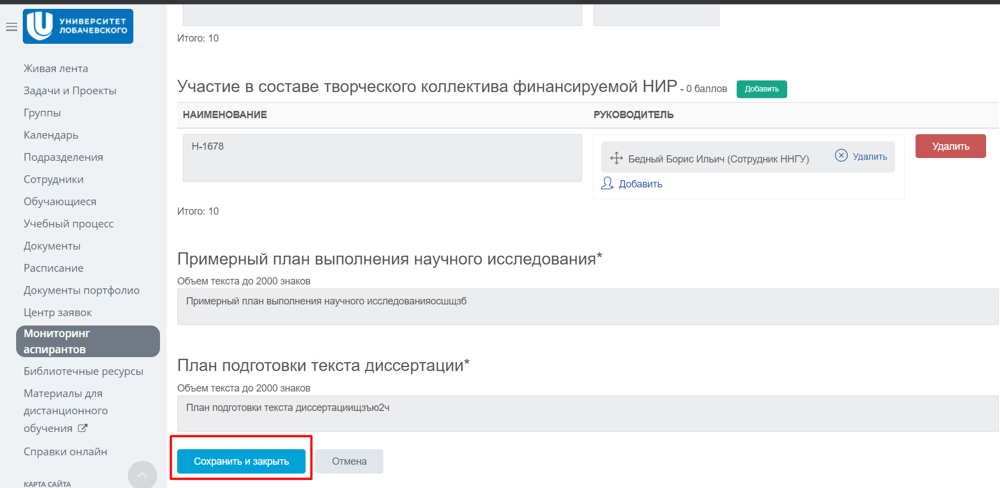 УНИВЕРСИТЕТ
ЛОБАЧЕВСКОГО
Живая лента
Задачи и Проекты
Группы
Календарь
Подразделения
Сотрудники
Обучающиеся
Учебный процесс
Документы
Расписание
Документы портфолио
Центр заявок
Мониторинг
аспирантов
Библиотечные ресурсы
Материалы для
дистанционного
обучения
Справки онлайн
КАРТА САЙТА
Итого: 10
Участие в составе творческого коллектива финансируемой НИР - 0 баллов Добавить
НАИМЕНОВАНИЕ РУКОВОДИТЕЛЬ
Н-1678
Бедный Борис Ильич (Сотрудник ННГУ) Удалить
Добавить
Удалить
Итого: 10
Примерный план выполнения научного исследования*
Объем текста до 2000 знаков
Примерный план выполнения научного исследованияосшщзб
План подготовки текста диссертации*
Объем текста до 2000 знаков
План подготовки текста диссертациищзъю2ч
Сохранить и закрыть Отмена